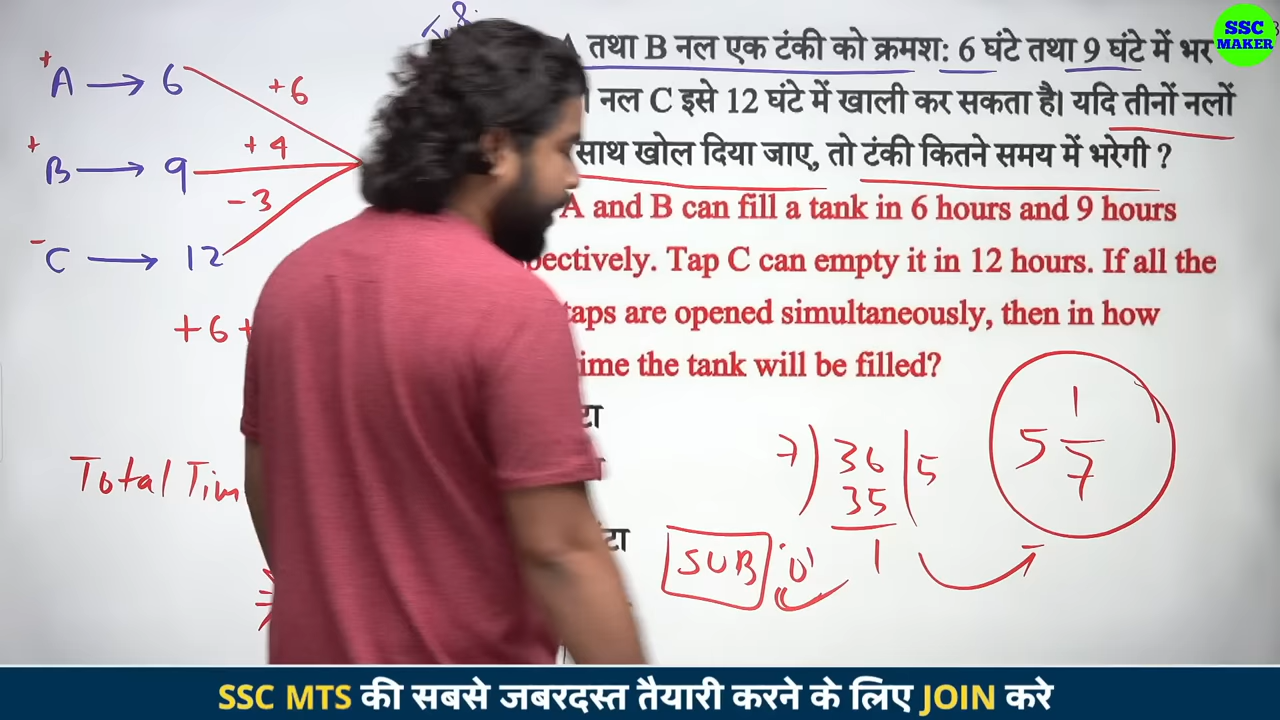 SSC
MAKER
A तथा B नल एक टंकी को क्रमश: 6 घंटे तथा 9 घंटे में भर
नल C इसे 12 घंटे में खाली कर सकता है। यदि तीनों नलों
साथ खोल दिया जाए, तो टंकी कितने समय में भरेगी ?
A and B can fill a tank in 6 hours and 9 hours
pectively. Tap C can empty it in 12 hours. If all the
taps are opened simultaneously, then in how
ime the tank will be filled?
+
A → 6
+6
+
B → 9
+4
-
C → 12
-3
+6 +
Total Tim
7) 36 | 5
35
1
5 1/7
SUB '0'
SSC MTS की सबसे जबरदस्त तैयारी करने के लिए JOIN करे